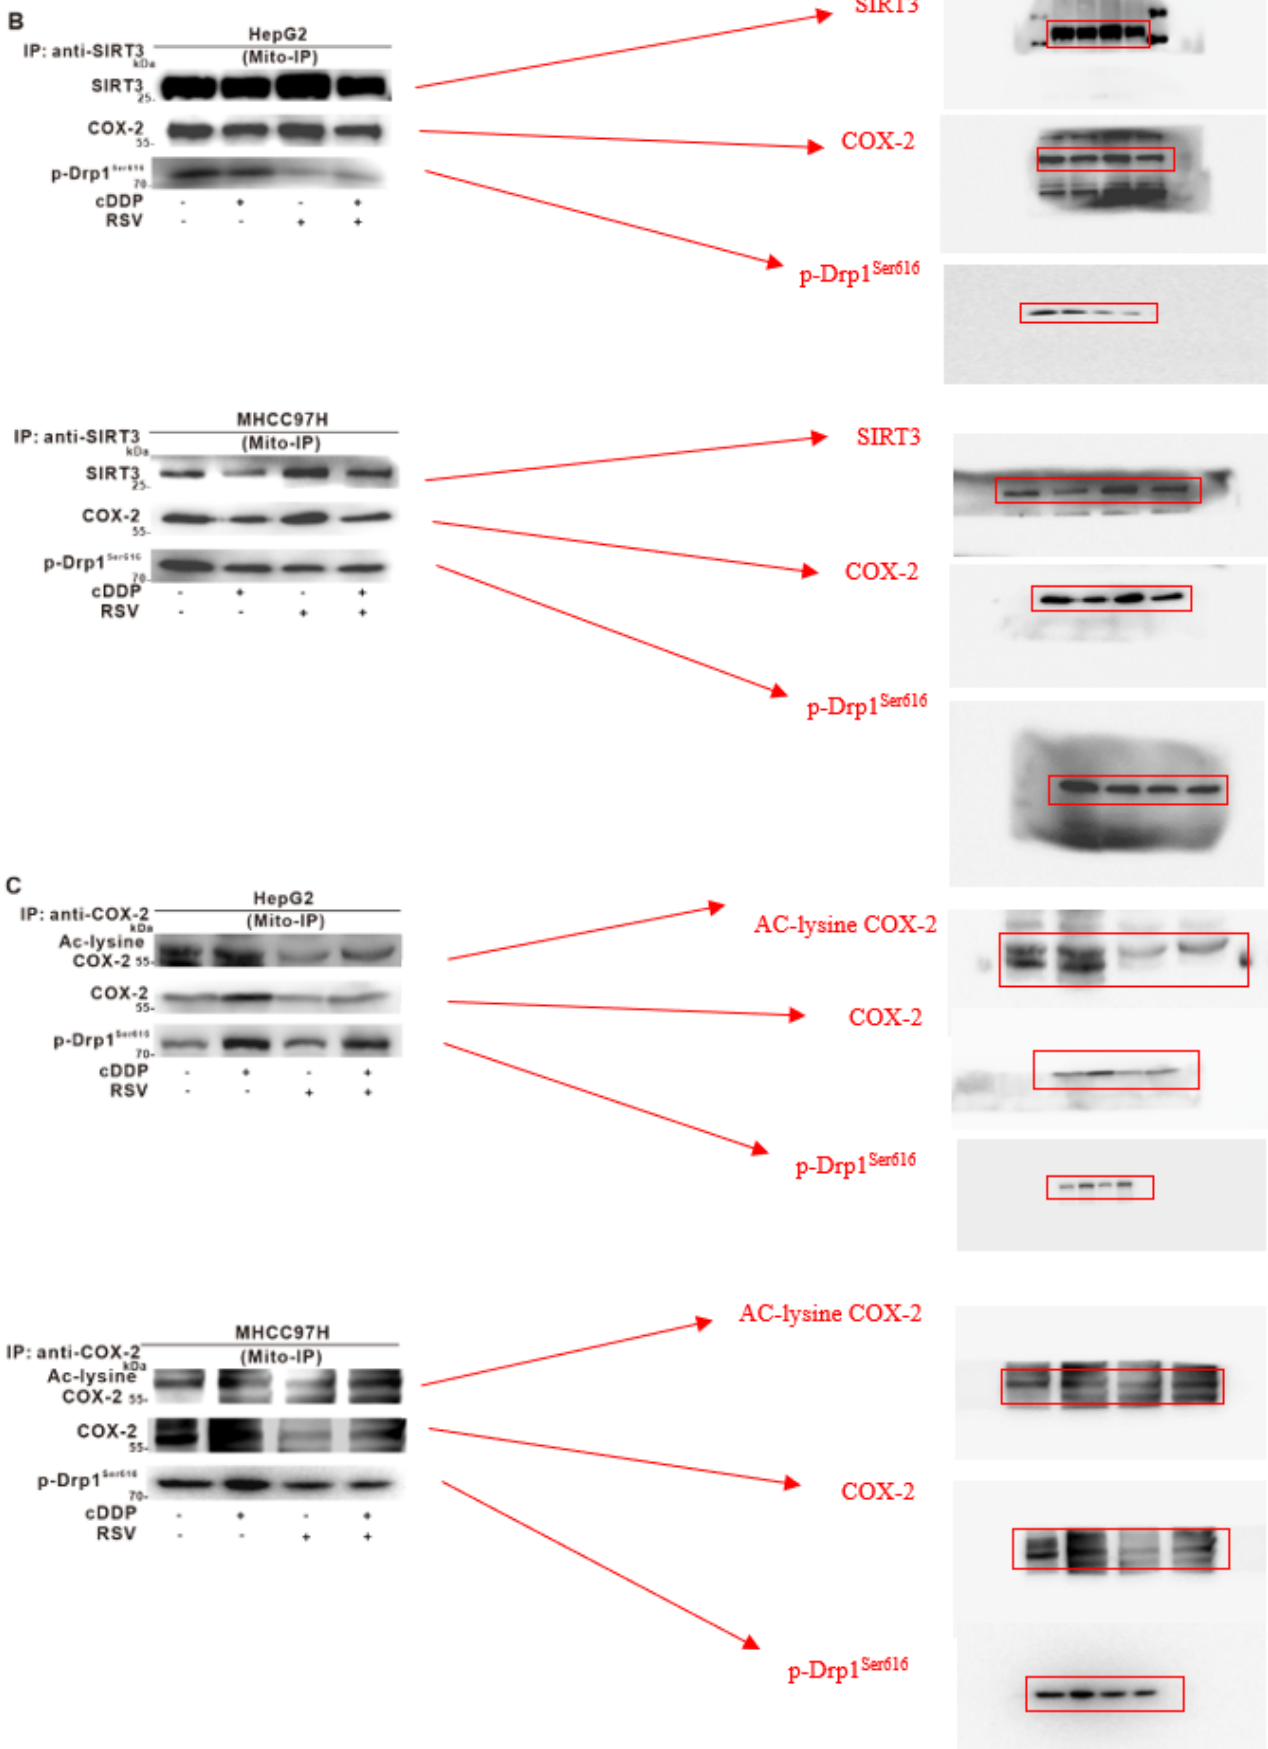 B
HepG2
IP: anti-SIRT3
(Mito-IP)
kDa
SIRT3
25-
COX-2
55-
p-Drp1Ser616
70-
cDDP - + - +
RSV - - + +
SIRT3
COX-2
p-Drp1Ser616
MHCC97H
IP: anti-SIRT3
(Mito-IP)
kDa
SIRT3
25-
COX-2
55-
p-Drp1Ser616
70-
cDDP - + - +
RSV - - + +
SIRT3
COX-2
p-Drp1Ser616
C
HepG2
IP: anti-COX-2
(Mito-IP)
kDa
Ac-lysine
COX-2 55-
COX-2
55-
p-Drp1Ser616
70-
cDDP - + - +
RSV - - + +
AC-lysine COX-2
COX-2
p-Drp1Ser616
MHCC97H
IP: anti-COX-2
(Mito-IP)
kDa
Ac-lysine
COX-2 55-
COX-2
55-
p-Drp1Ser616
70-
cDDP - + - +
RSV - - + +
AC-lysine COX-2
COX-2
p-Drp1Ser616